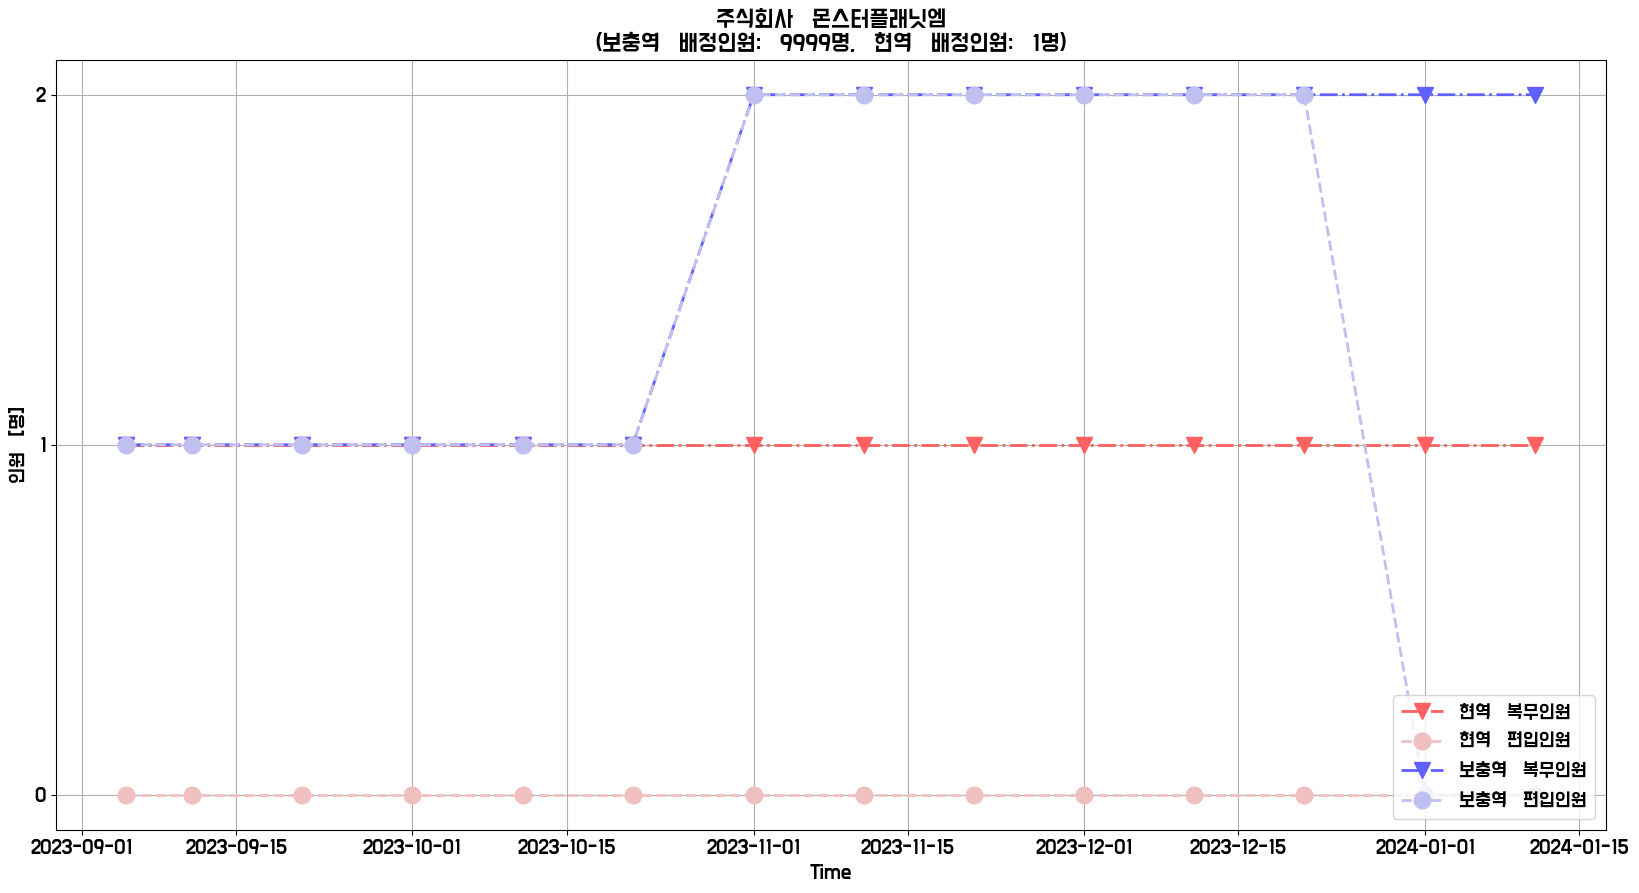 주식회사 몬스터플래닛엠
(보충역 배정인원: 9999명, 현역 배정인원: 1명)
2
1
0
인원 [명]
2023-09-01
2023-09-15
2023-10-01
2023-10-15
2023-11-01
2023-11-15
2023-12-01
2023-12-15
2024-01-01
2024-01-15
Time
현역 복무인원
현역 편입인원
보충역 복무인원
보충역 편입인원